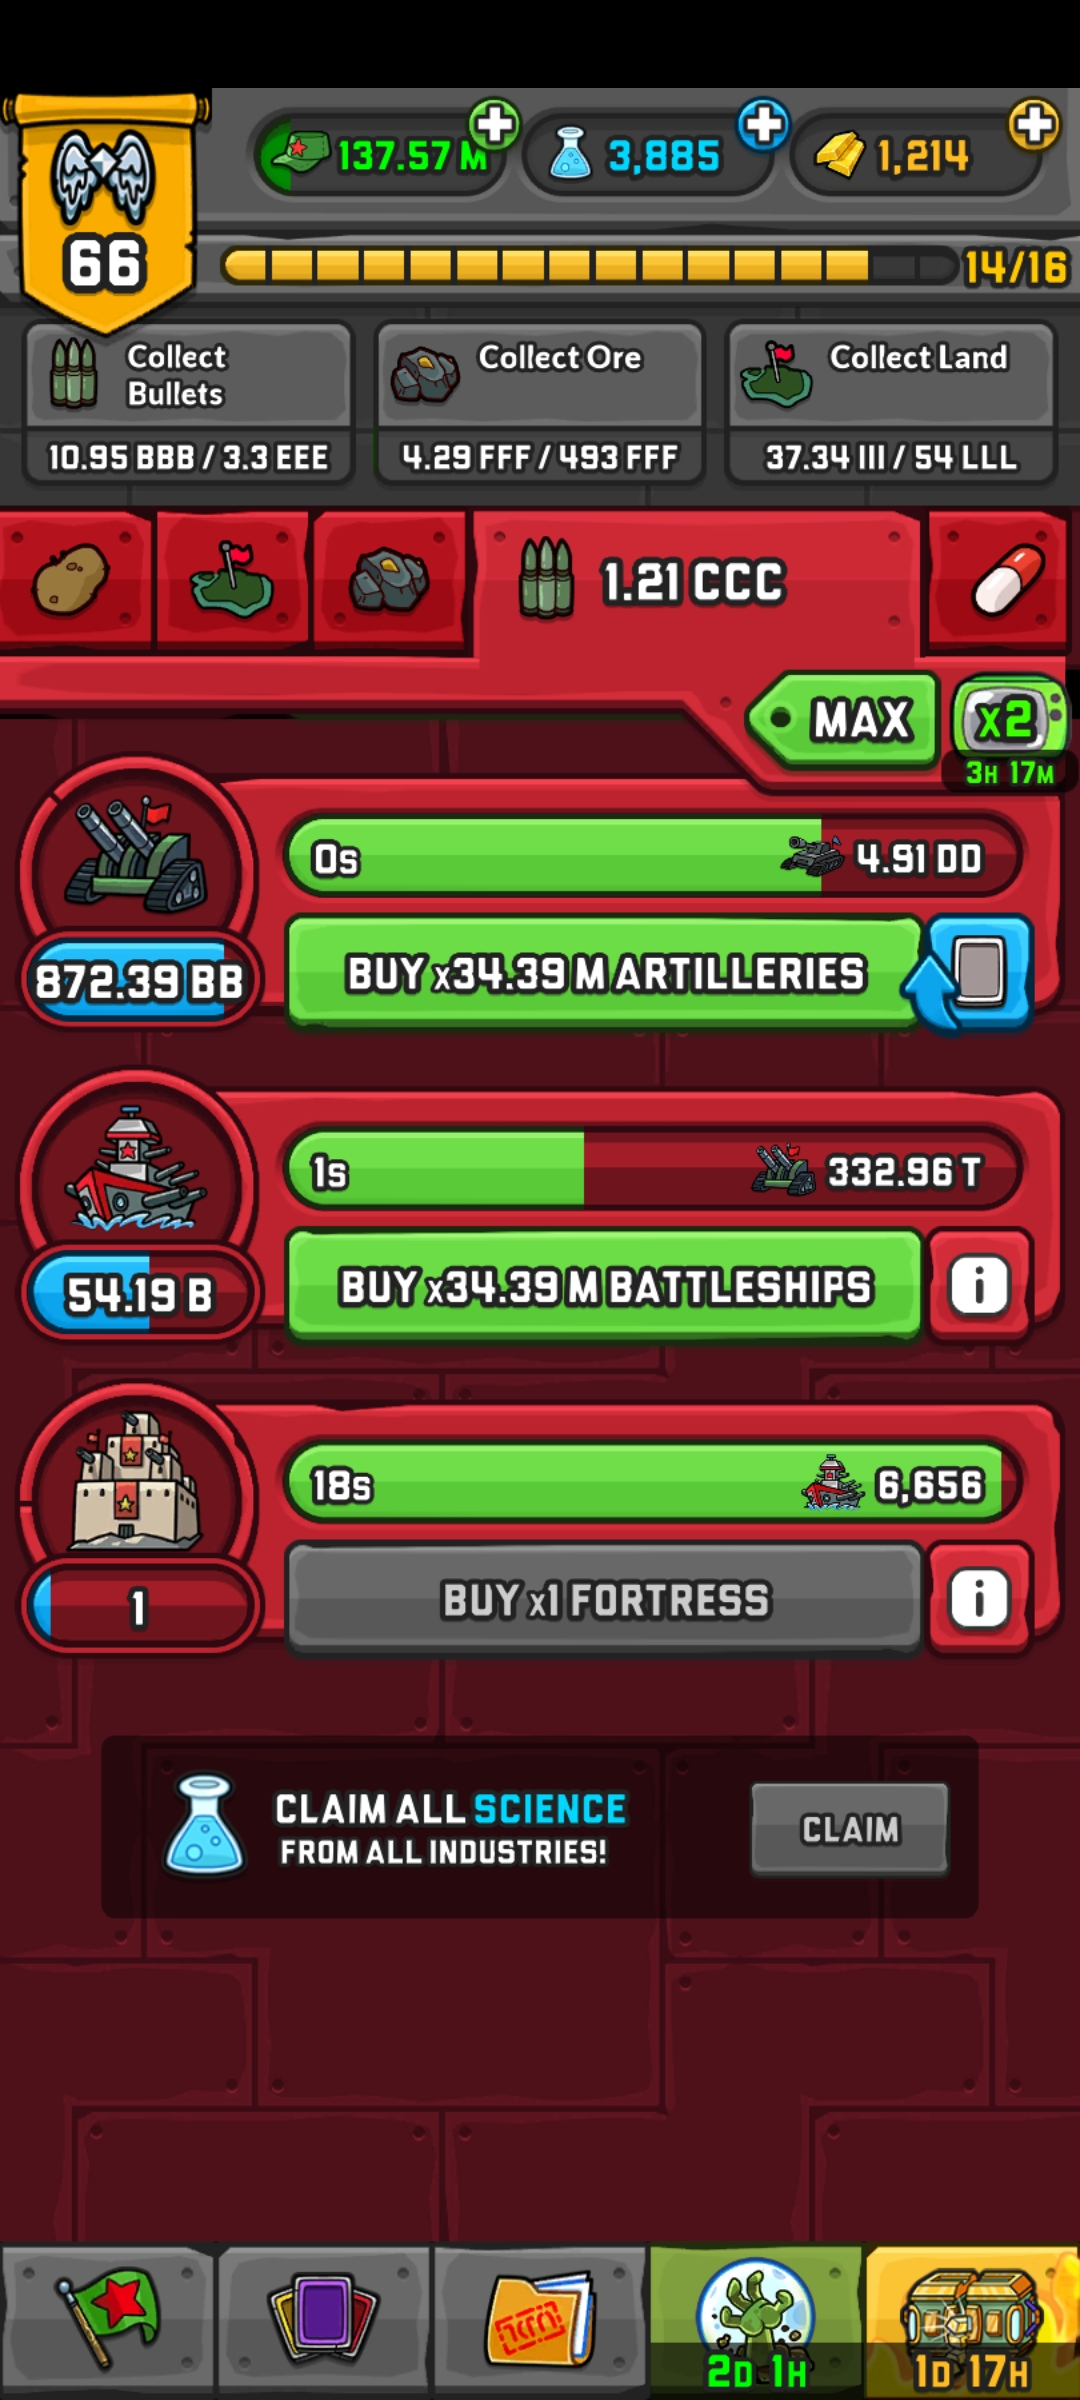 137.57 M
3,885
1,214
66
14/16
Collect
Bullets
Collect Ore
Collect Land
10.95 BBB / 3.3 EEE
4.29 FFF / 493 FFF
37.34 III / 54 LLL
1.21 CCC
MAX
x2
3H 17M
0s
4.91 DD
872.39 BB
BUY x34.39 M ARTILLERIES
1s
332.96 T
54.19 B
BUY x34.39 M BATTLESHIPS
i
18s
6,656
1
BUY x1 FORTRESS
i
CLAIM ALL SCIENCE
FROM ALL INDUSTRIES!
CLAIM
2D 1H
1D 17H